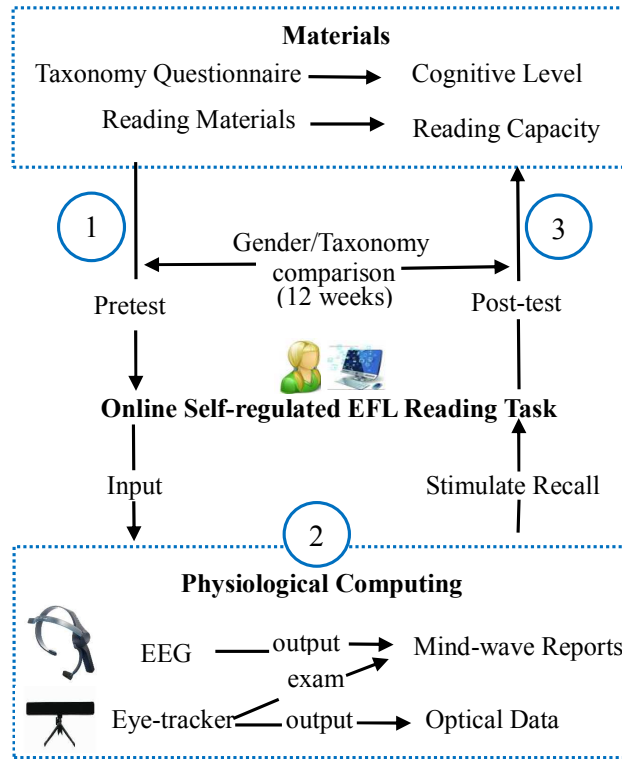 Materials
Taxonomy Questionnaire Cognitive Level
Reading Materials Reading Capacity
1
3
Gender/Taxonomy
comparison
(12 weeks)
Pretest Post-test
Online Self-regulated EFL Reading Task
Input Stimulate Recall
2
Physiological Computing
EEG output Mind-wave Reports
exam
Eye-tracker output Optical Data